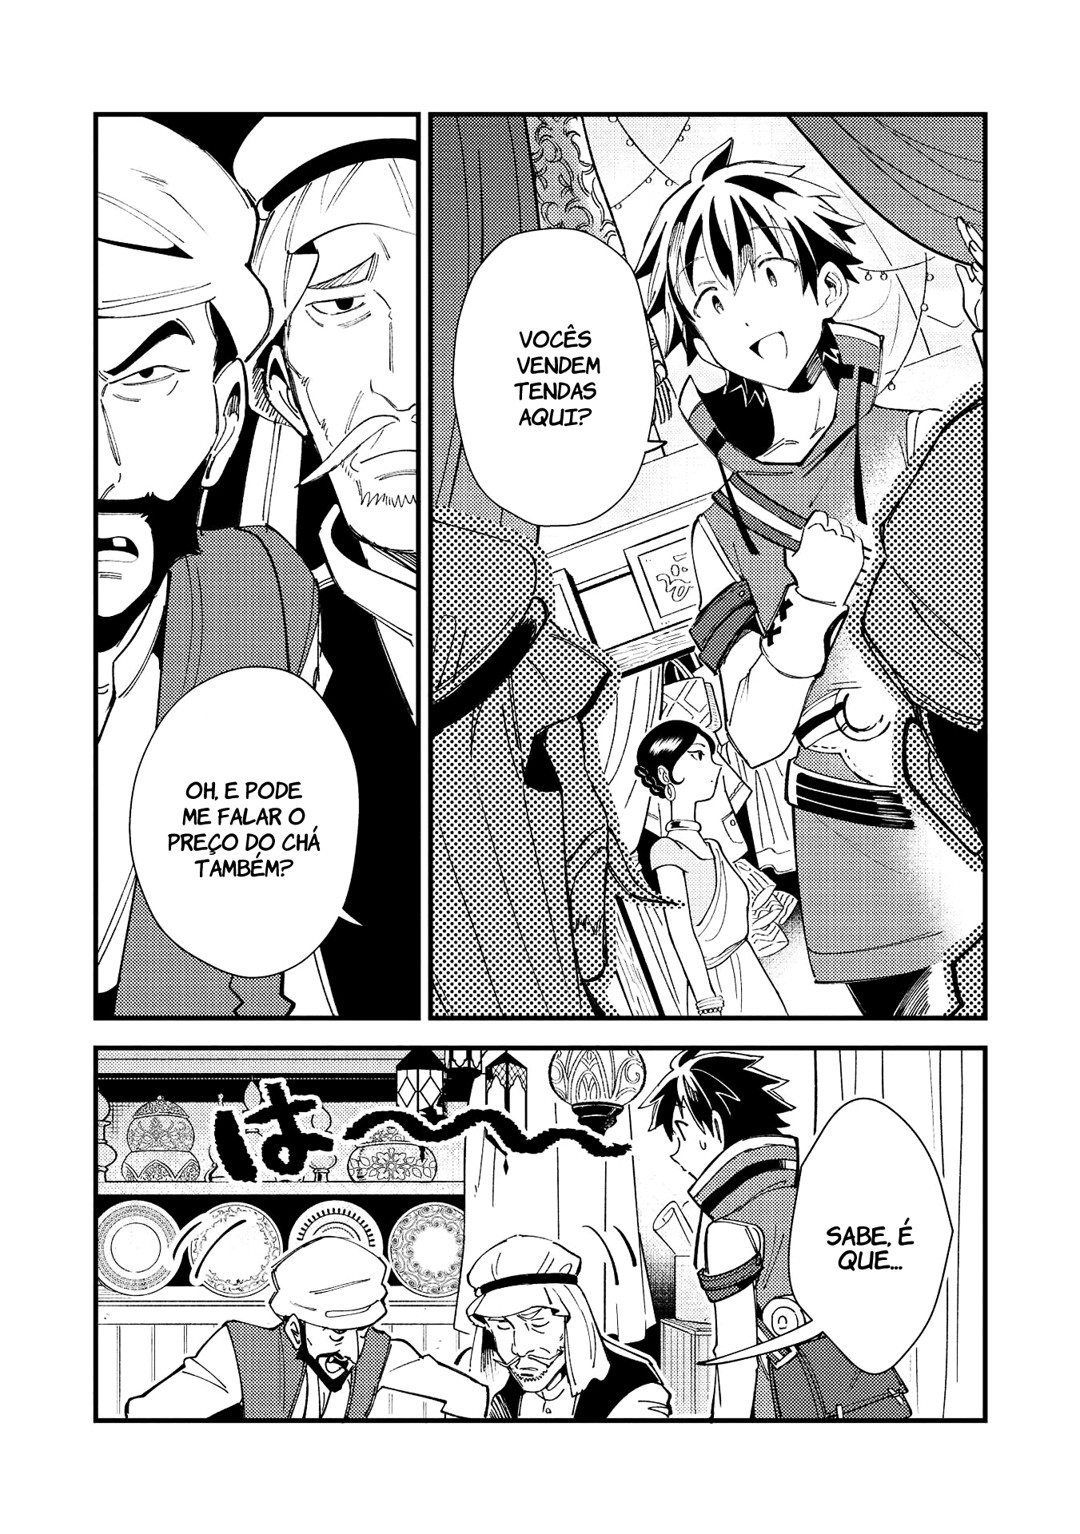 VOCÊS
VENDEM
TENDAS
AQUI?
OH, E PODE
ME FALAR O
PREÇO DO CHÁ
TAMBÉM?
は〜〜
SABE, É
QUE...